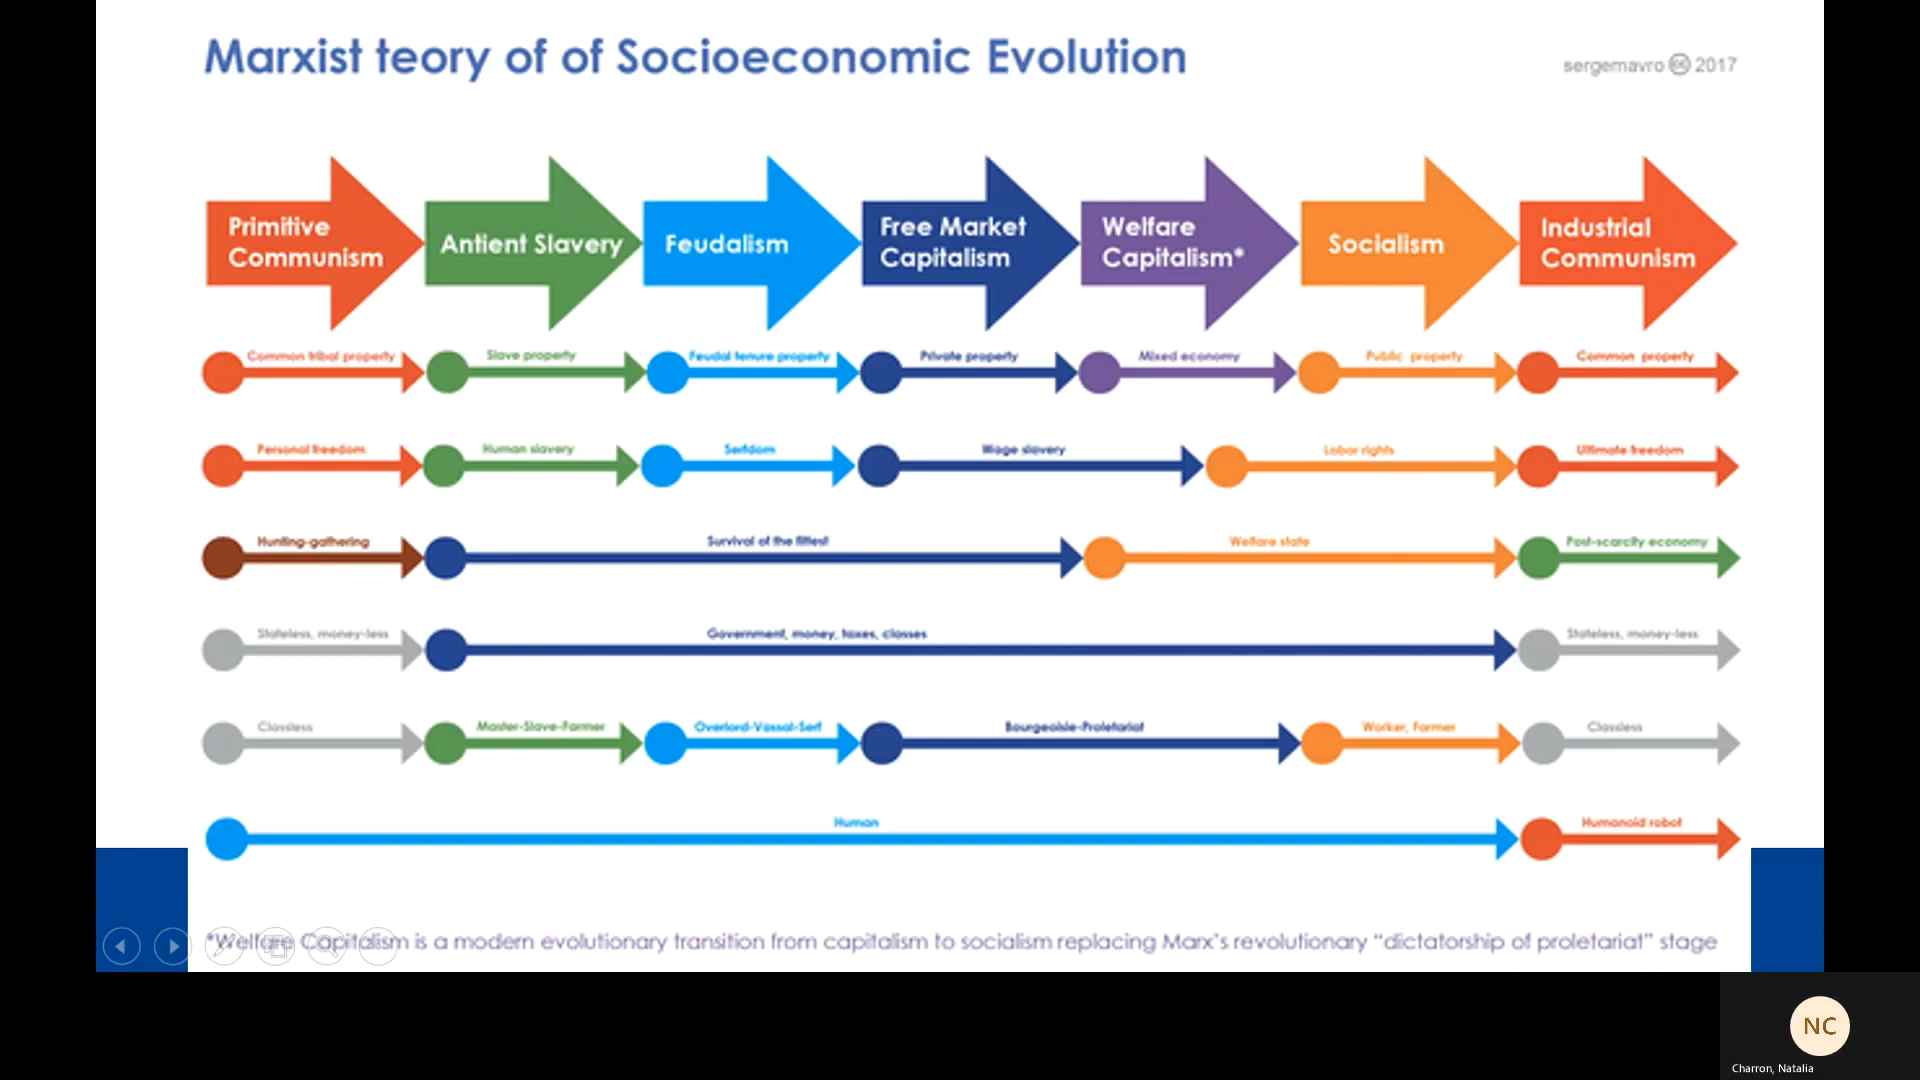 Marxist teory of of Socioeconomic Evolution
sergemavro cc 2017
Primitive
Communism
Antient Slavery
Feudalism
Free Market
Capitalism
Welfare
Capitalism*
Socialism
Industrial
Communism
Common tribal property
Slave property
Feudal tenure property
Private property
Mixed economy
Public property
Common property
Personal freedom
Human slavery
Serfdom
Wage slavery
Labor rights
Ultimate freedom
Hunting-gathering
Survival of the fittest
Welfare state
Post-scarcity economy
Stateless, money-less
Government, money, taxes, classes
Stateless, money-less
Classless
Master-Slave-Farmer
Overlord-Vassal-Serf
Bourgeoisie-Proletariat
Worker, Farmer
Classless
Human
Humanoid robot
*Welfare Capitalism is a modern evolutionary transition from capitalism to socialism replacing Marx's revolutionary “dictatorship of proletariat” stage
NC
Charron, Natalia